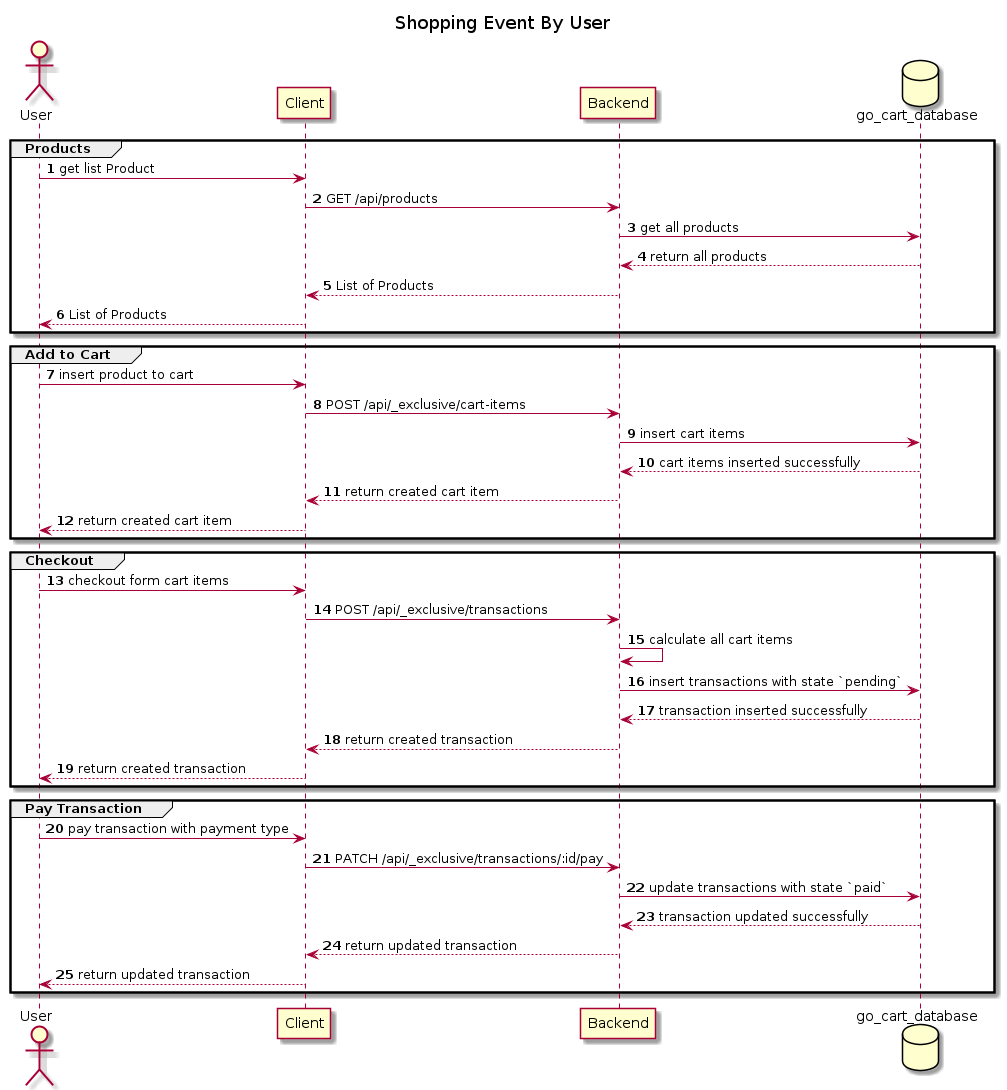 Shopping Event By User
User
Client
Backend
go_cart_database
Products
1 get list Product
2 GET /api/products
3 get all products
4 return all products
5 List of Products
6 List of Products
Add to Cart
7 insert product to cart
8 POST /api/_exclusive/cart-items
9 insert cart items
10 cart items inserted successfully
11 return created cart item
12 return created cart item
Checkout
13 checkout form cart items
14 POST /api/_exclusive/transactions
15 calculate all cart items
16 insert transactions with state `pending`
17 transaction inserted successfully
18 return created transaction
19 return created transaction
Pay Transaction
20 pay transaction with payment type
21 PATCH /api/_exclusive/transactions/:id/pay
22 update transactions with state `paid`
23 transaction updated successfully
24 return updated transaction
25 return updated transaction
User
Client
Backend
go_cart_database